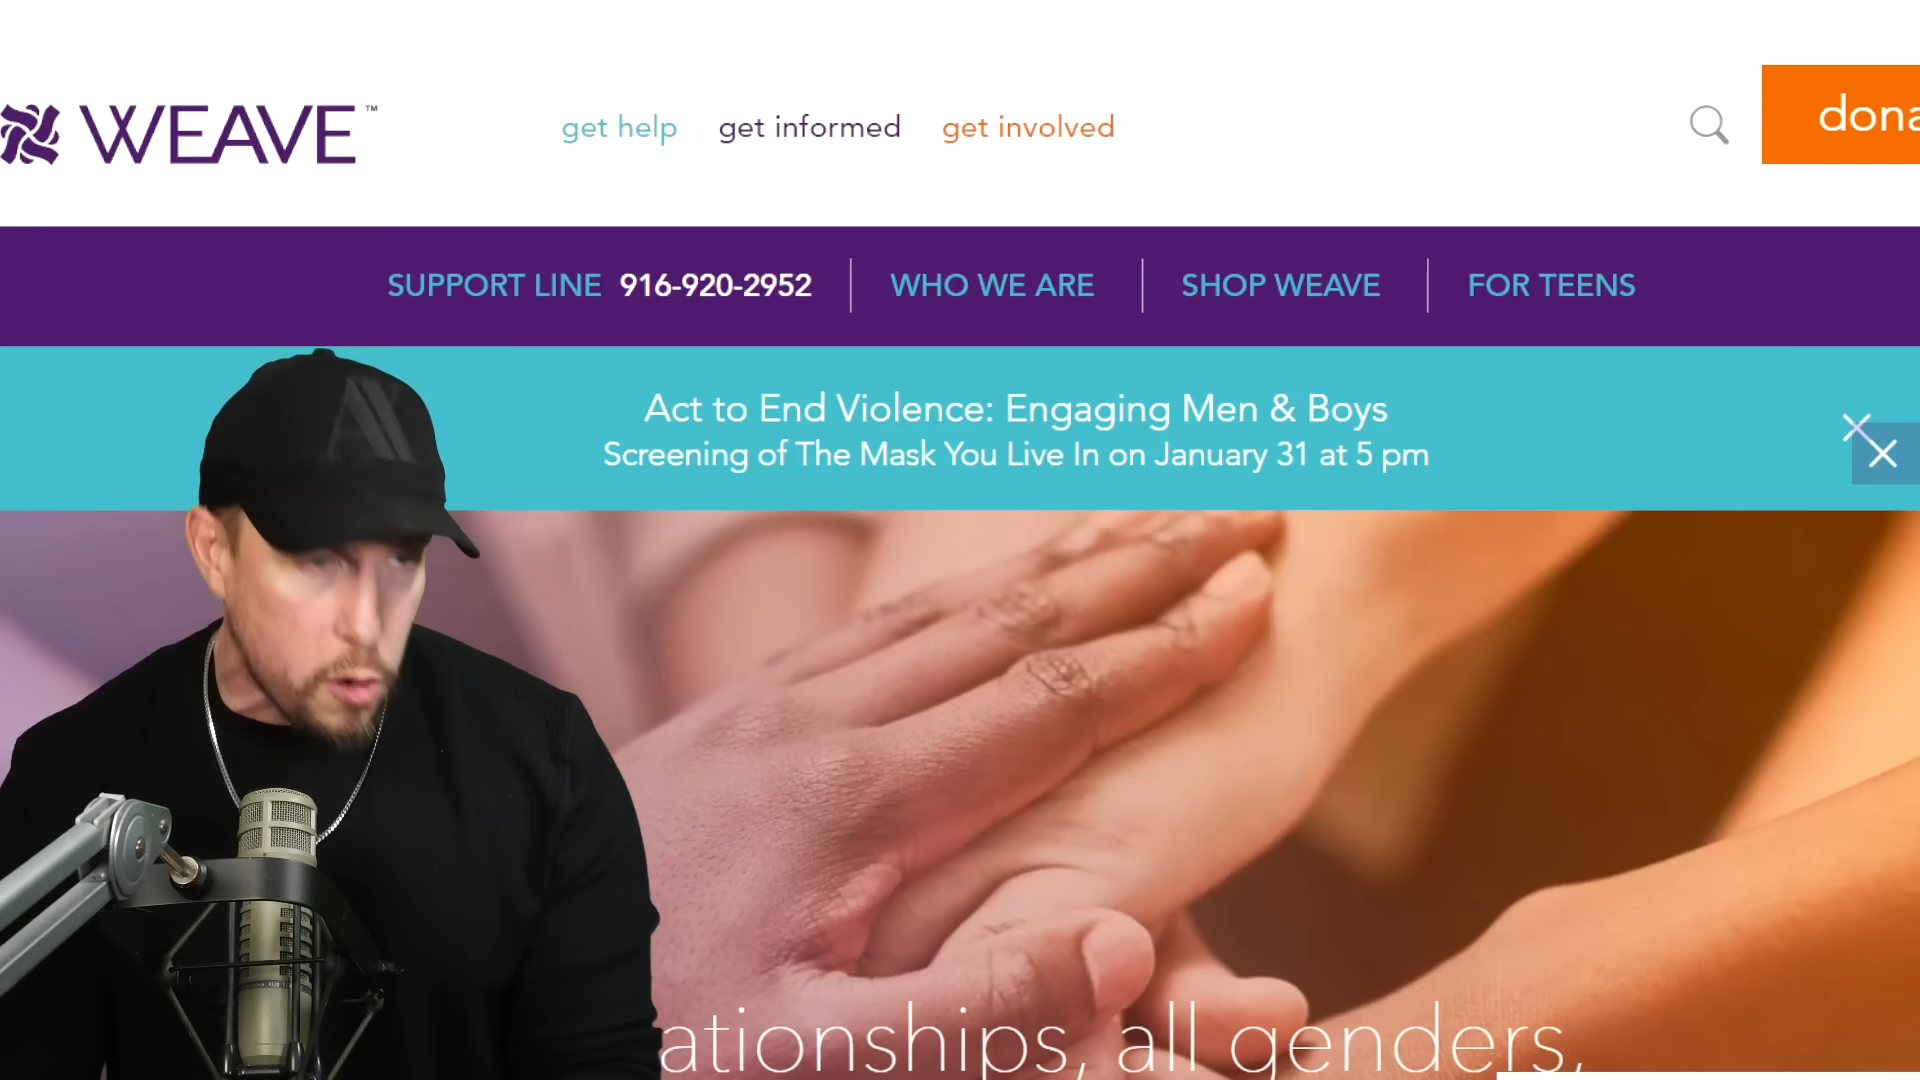 WEAVE™
get help get informed get involved
dona
SUPPORT LINE 916-920-2952 WHO WE ARE SHOP WEAVE FOR TEENS
Act to End Violence: Engaging Men & Boys
Screening of The Mask You Live In on January 31 at 5 pm
ationships, all genders,